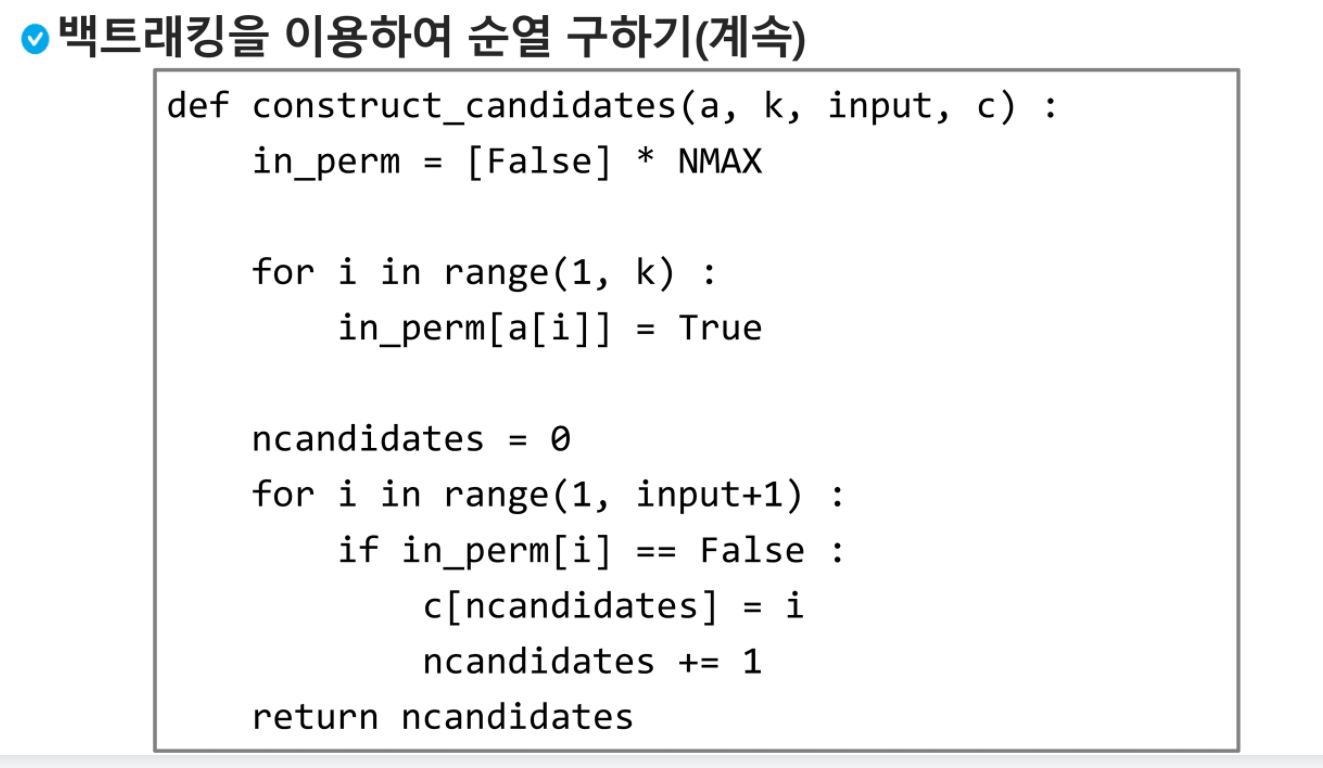 백트래킹을 이용하여 순열 구하기(계속)
def construct_candidates(a, k, input, c) :
    in_perm = [False] * NMAX

    for i in range(1, k) :
        in_perm[a[i]] = True

    ncandidates = 0
    for i in range(1, input+1) :
        if in_perm[i] == False :
            c[ncandidates] = i
            ncandidates += 1
    return ncandidates